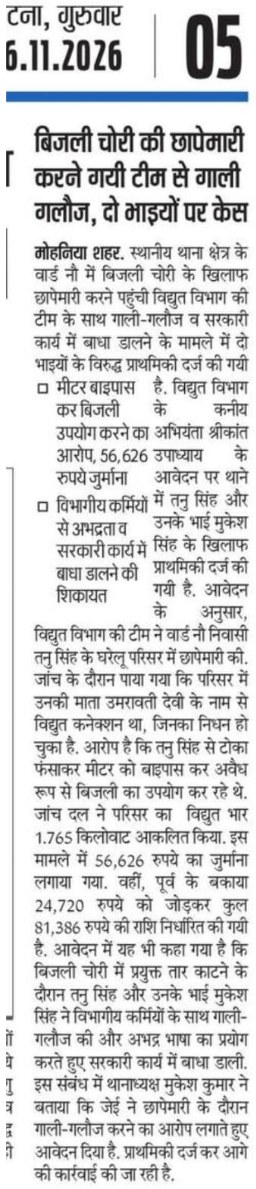 टना, गुरुवार
6.11.2026
05
बिजली चोरी की छापेमारी
करने गयी टीम से गाली
गलौज, दो भाइयों पर केस
मोहनिया शहर. स्थानीय थाना क्षेत्र के
वार्ड नौ में बिजली चोरी के खिलाफ
छापेमारी करने पहुंची विद्युत विभाग की
टीम के साथ गाली-गलौज व सरकारी
कार्य में बाधा डालने के मामले में दो
भाइयों के विरुद्ध प्राथमिकी दर्ज की गयी
मीटर बाइपास
कर बिजली
उपयोग करने का
आरोप, 56,626
रुपये जुर्माना
विभागीय कर्मियों
से अभद्रता व
सरकारी कार्य में
बाधा डालने की
शिकायत
है. विद्युत विभाग
के कनीय
अभियंता श्रीकांत
उपाध्याय के
आवेदन पर थाने
में तनु सिंह और
उनके भाई मुकेश
सिंह के खिलाफ
प्राथमिकी दर्ज की
गयी है. आवेदन
के अनुसार,
विद्युत विभाग की टीम ने वार्ड नौ निवासी
तनु सिंह के घरेलू परिसर में छापेमारी की.
जांच के दौरान पाया गया कि परिसर में
उनकी माता उमरावती देवी के नाम से
विद्युत कनेक्शन था, जिनका निधन हो
चुका है. आरोप है कि तनु सिंह से टोका
फंसाकर मीटर को बाइपास कर अवैध
रूप से बिजली का उपयोग कर रहे थे.
जांच दल ने परिसर का विद्युत भार
1.765 किलोवाट आकलित किया. इस
मामले में 56,626 रुपये का जुर्माना
लगाया गया. वहीं, पूर्व के बकाया
24,720 रुपये को जोड़कर कुल
81,386 रुपये की राशि निर्धारित की गयी
है. आवेदन में यह भी कहा गया है कि
बिजली चोरी में प्रयुक्त तार काटने के
दौरान तनु सिंह और उनके भाई मुकेश
सिंह ने विभागीय कर्मियों के साथ गाली-
गलौज की और अभद्र भाषा का प्रयोग
करते हुए सरकारी कार्य में बाधा डाली.
इस संबंध में थानाध्यक्ष मुकेश कुमार ने
बताया कि जेई ने छापेमारी के दौरान
गाली-गलौज करने का आरोप लगाते हुए
आवेदन दिया है. प्राथमिकी दर्ज कर आगे
की कार्रवाई की जा रही है.